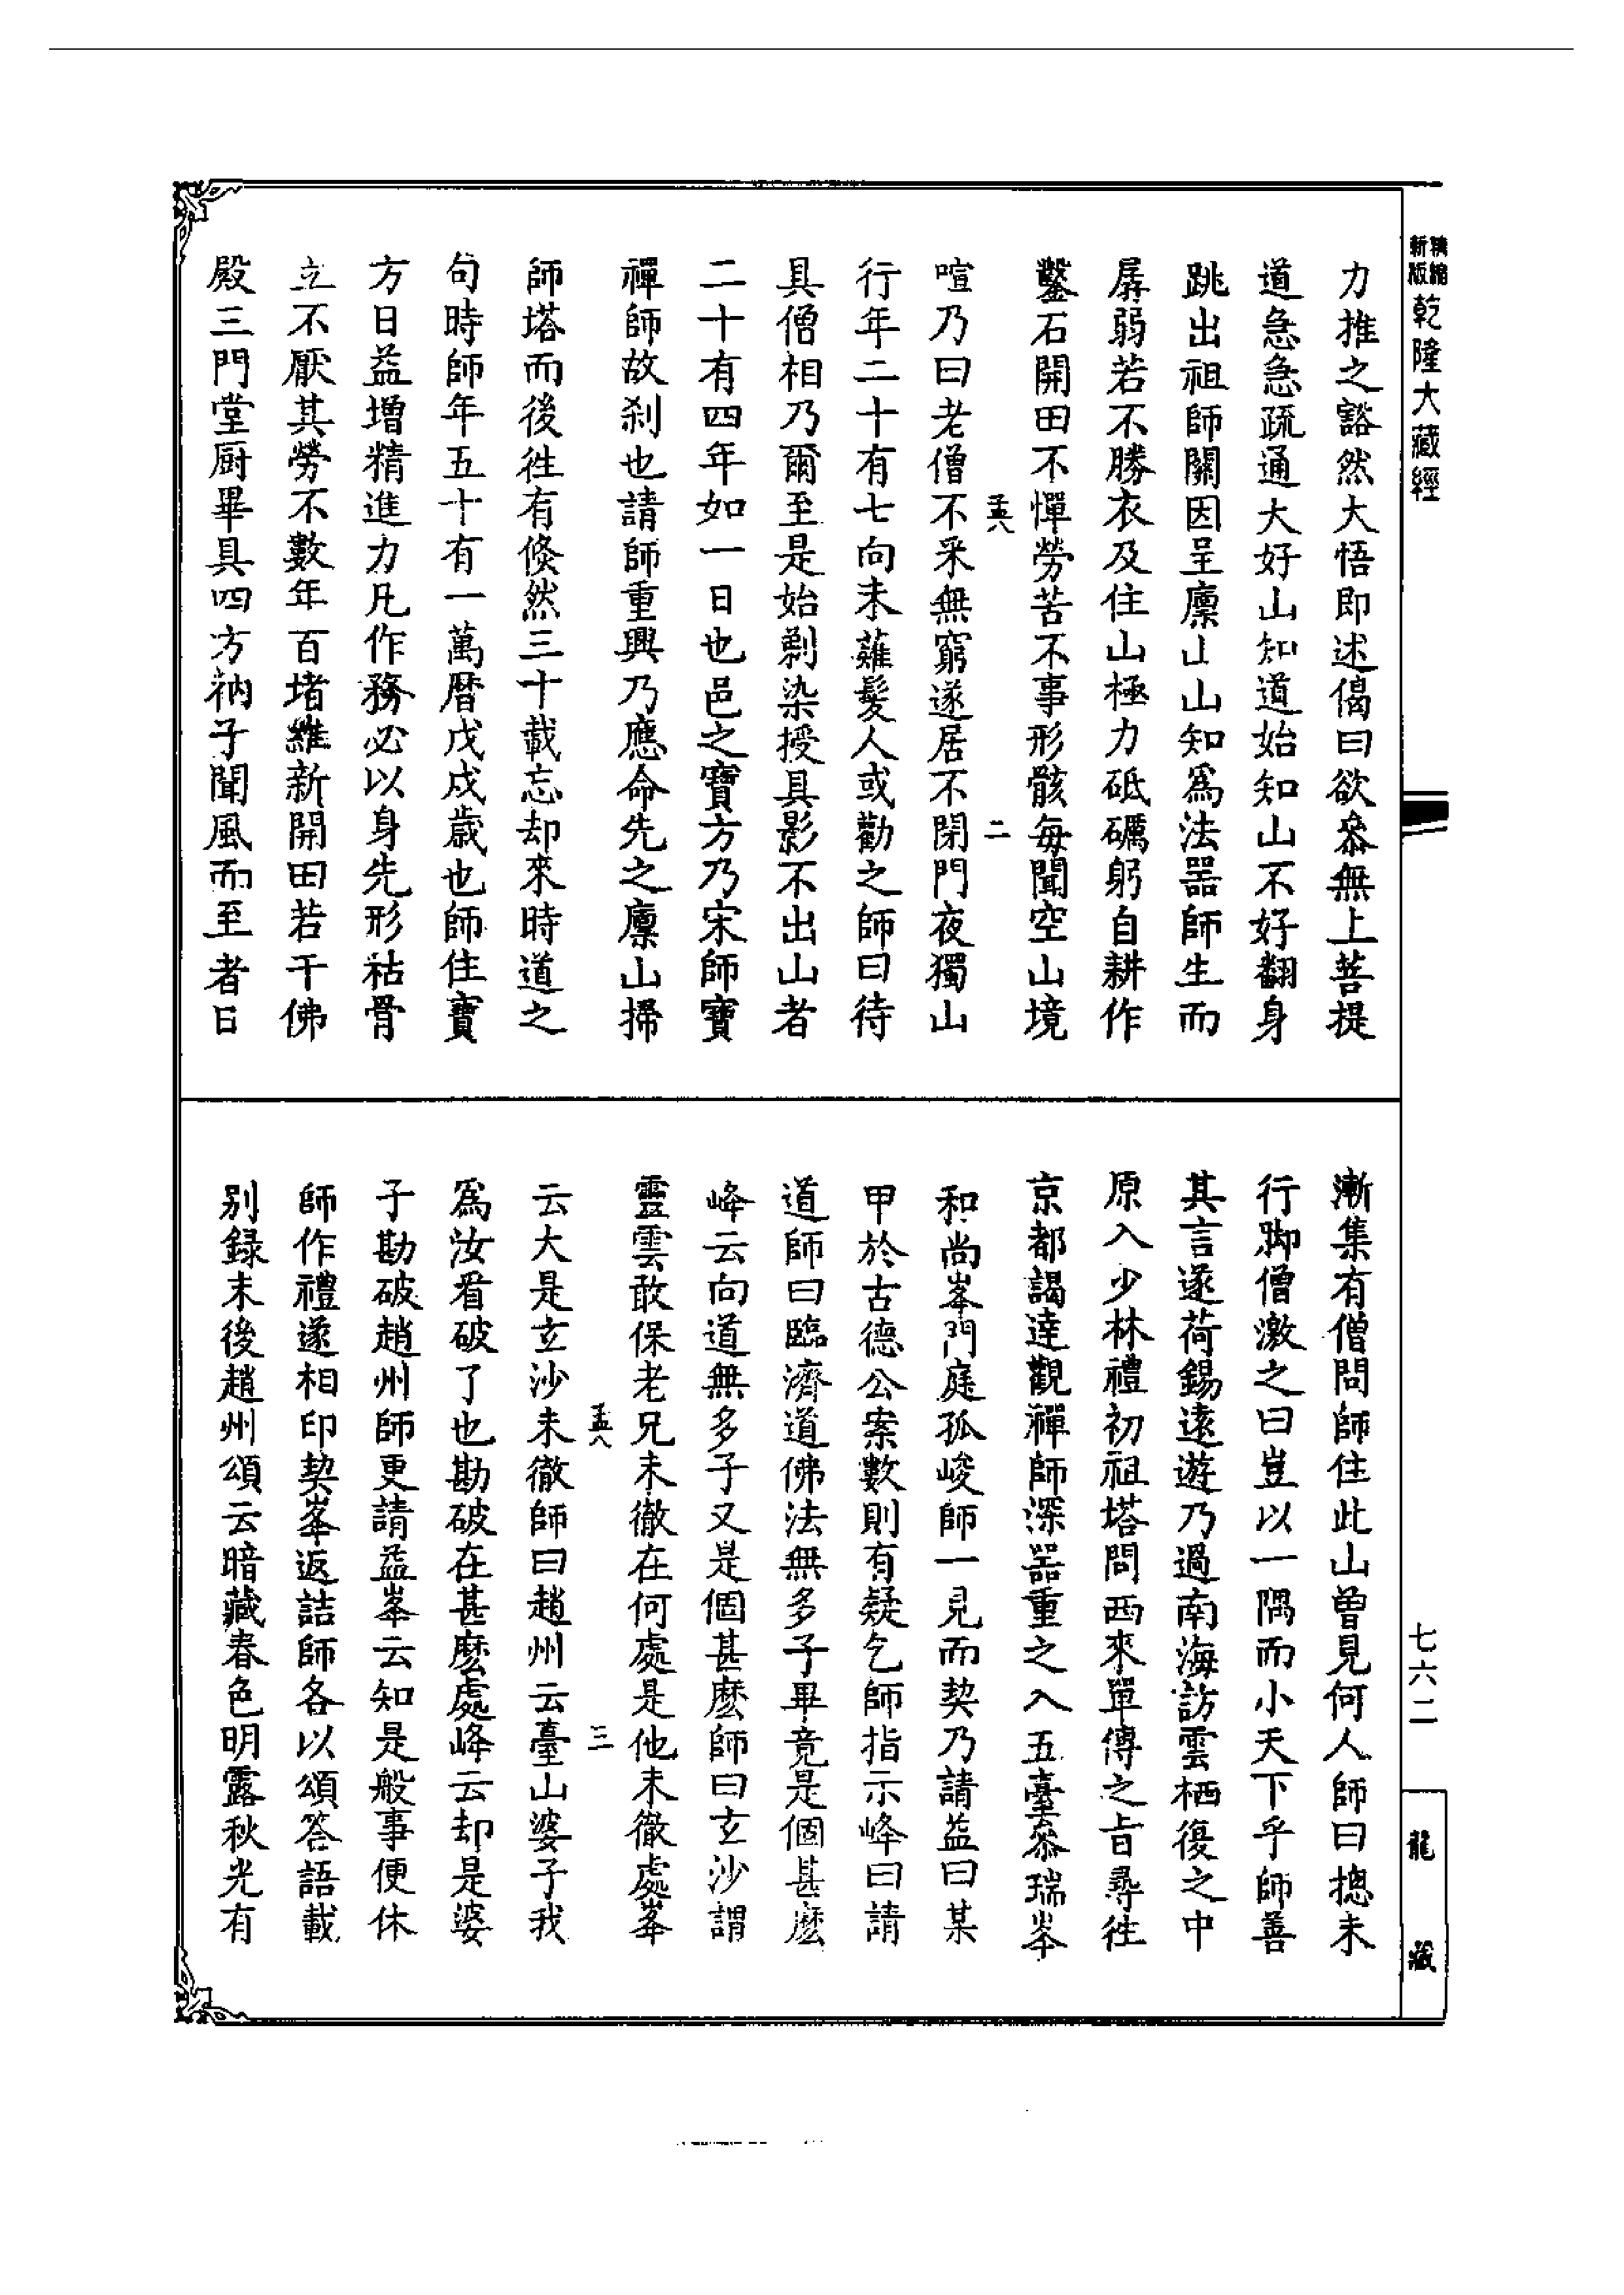 精縮新版乾隆大藏經
力推之豁然大悟即述偈曰欲叅無上菩提
道急急疏通大好山知道始知山不好翻身
跳出祖師關因呈廩山山知爲法噐師生而
孱弱若不勝衣及住山極力砥礪躬自耕作
鑿石開田不憚勞苦不事形骸每聞空山境
孟八 二
喧乃曰老僧不采無窮遂居不閉門夜獨山
行年二十有七向未薙髮人或勸之師曰待
具僧相乃爾至是始剃染授具影不出山者
二十有四年如一日也邑之寶方乃宋師寶
禪師故刹也請師重興乃應命先之廩山掃
師塔而後徃有倐然三十載忘却來時道之
句時師年五十有一萬曆戊戌歳也師住寶
方日益增精進力凡作務必以身先形枯骨
立不厭其勞不數年百堵維新開田若干佛
殿三門堂厨畢具四方衲子聞風而至者日
漸集有僧問師住此山曾見何人師曰揔未
行脚僧激之曰豈以一隅而小天下乎師善
其言遂荷錫遠遊乃過南海訪雲栖復之中
原入少林禮初祖塔問西來單傳之旨尋徃
京都謁達觀禪師深噐重之入五臺叅瑞峯
和尚峯門庭孤峻師一見而契乃請益曰某
甲於古德公案數則有疑乞師指示峰曰請
道師曰臨濟道佛法無多子畢竟是個甚麽
峰云向道無多子又是個甚麽師曰玄沙謂
靈雲敢保老兄未徹在何處是他未徹處峯
孟八 三
云大是玄沙未徹師曰趙州云臺山婆子我
爲汝看破了也勘破在甚麽處峰云却是婆
子勘破趙州師更請益峯云知是般事便休
師作禮遂相印契峯返詰師各以頌答語載
别録末後趙州頌云暗藏春色明露秋光有
七六二
龍藏